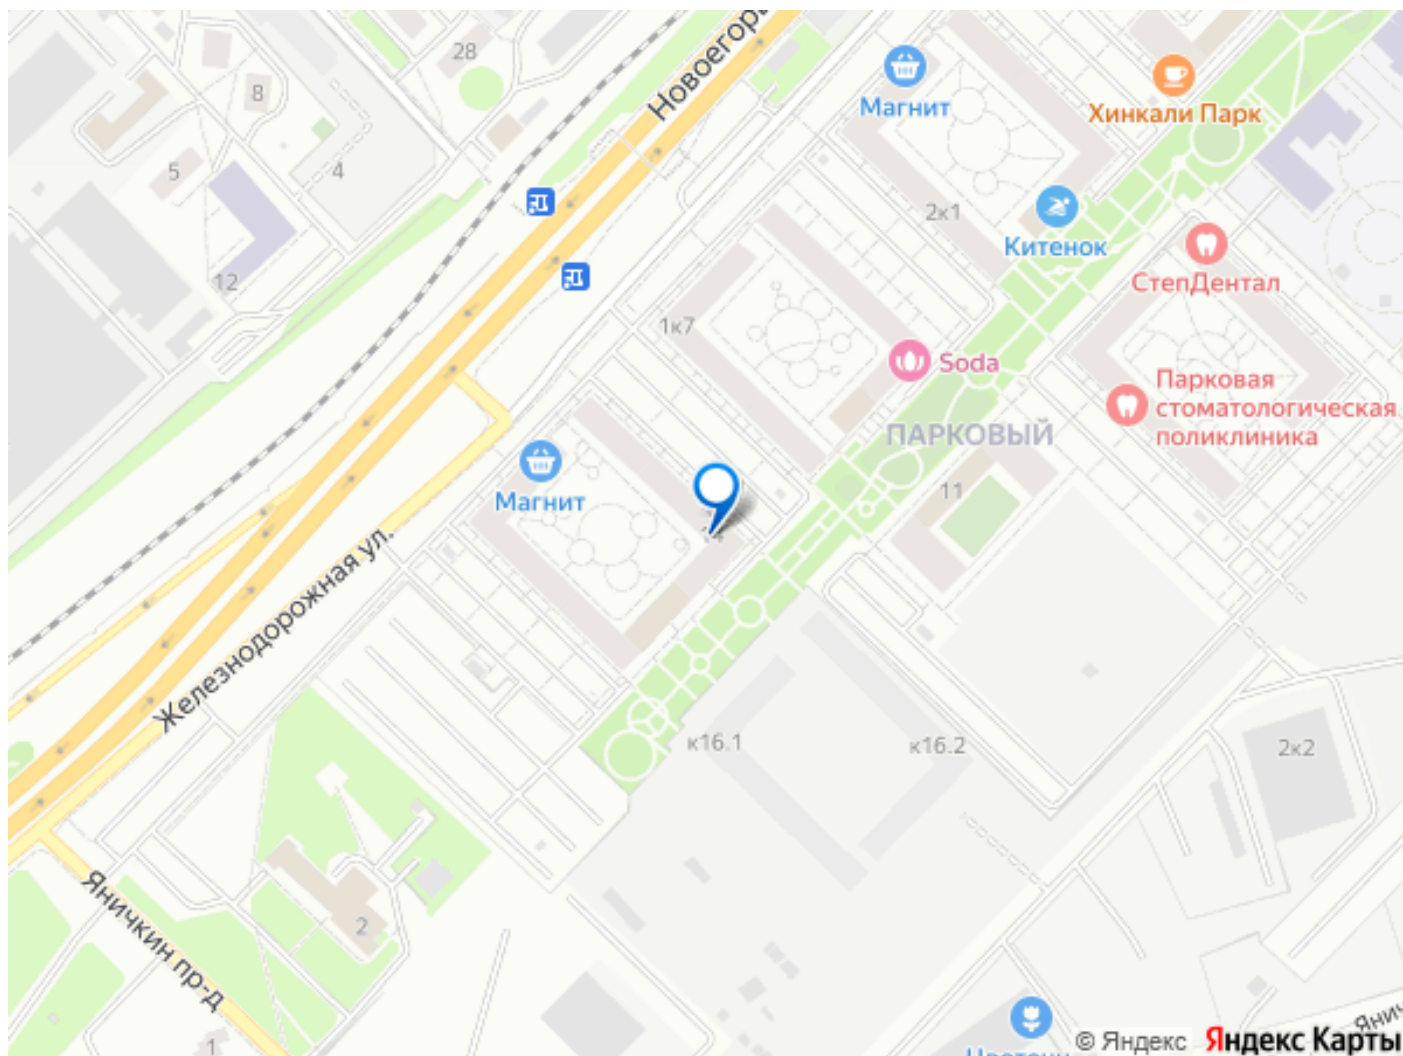 28
Новоегор
8
Магнит
Хинкали Парк
5
4
2к1
Китенок
12
СтепДентал
1к7
Soda
Парковая
стоматологическая
поликлиника
ПАРКОВЫЙ
Магнит
11
Железнодорожная ул.
к16.1
к16.2
2к2
Яничкин пр-д
2
1
© Яндекс
Яндекс Карты